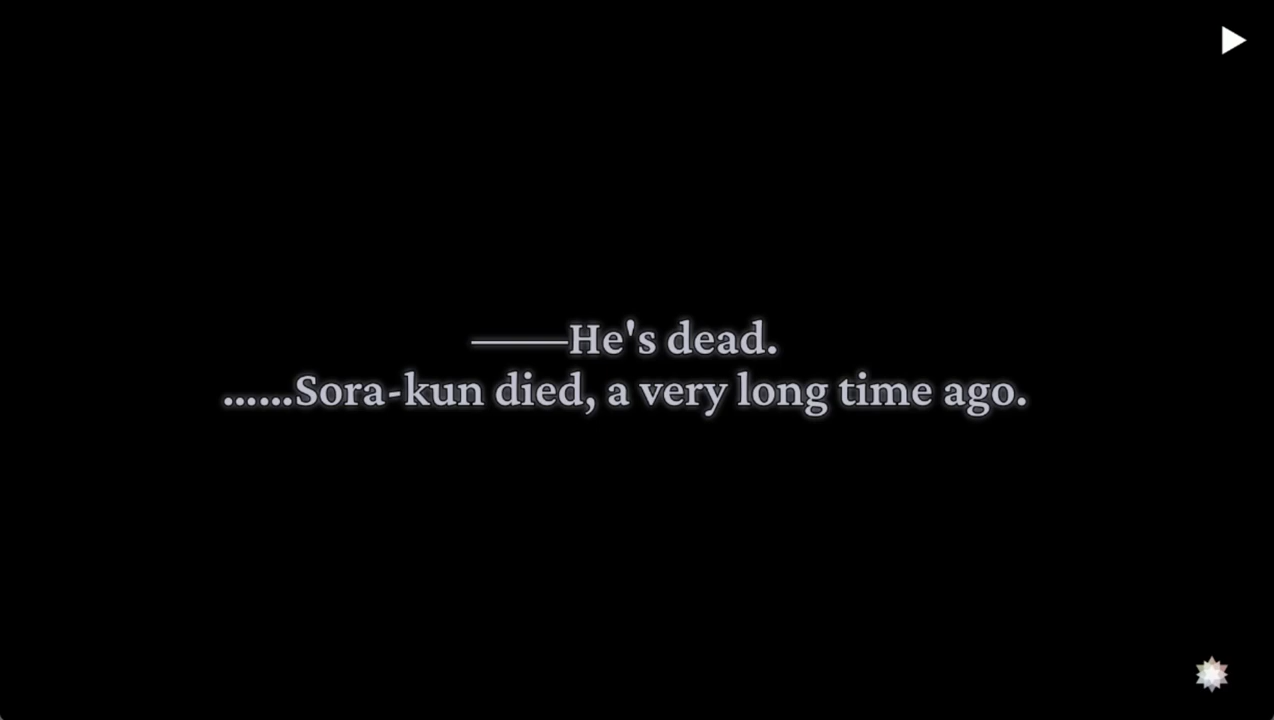 ——He's dead.
......Sora-kun died, a very long time ago.